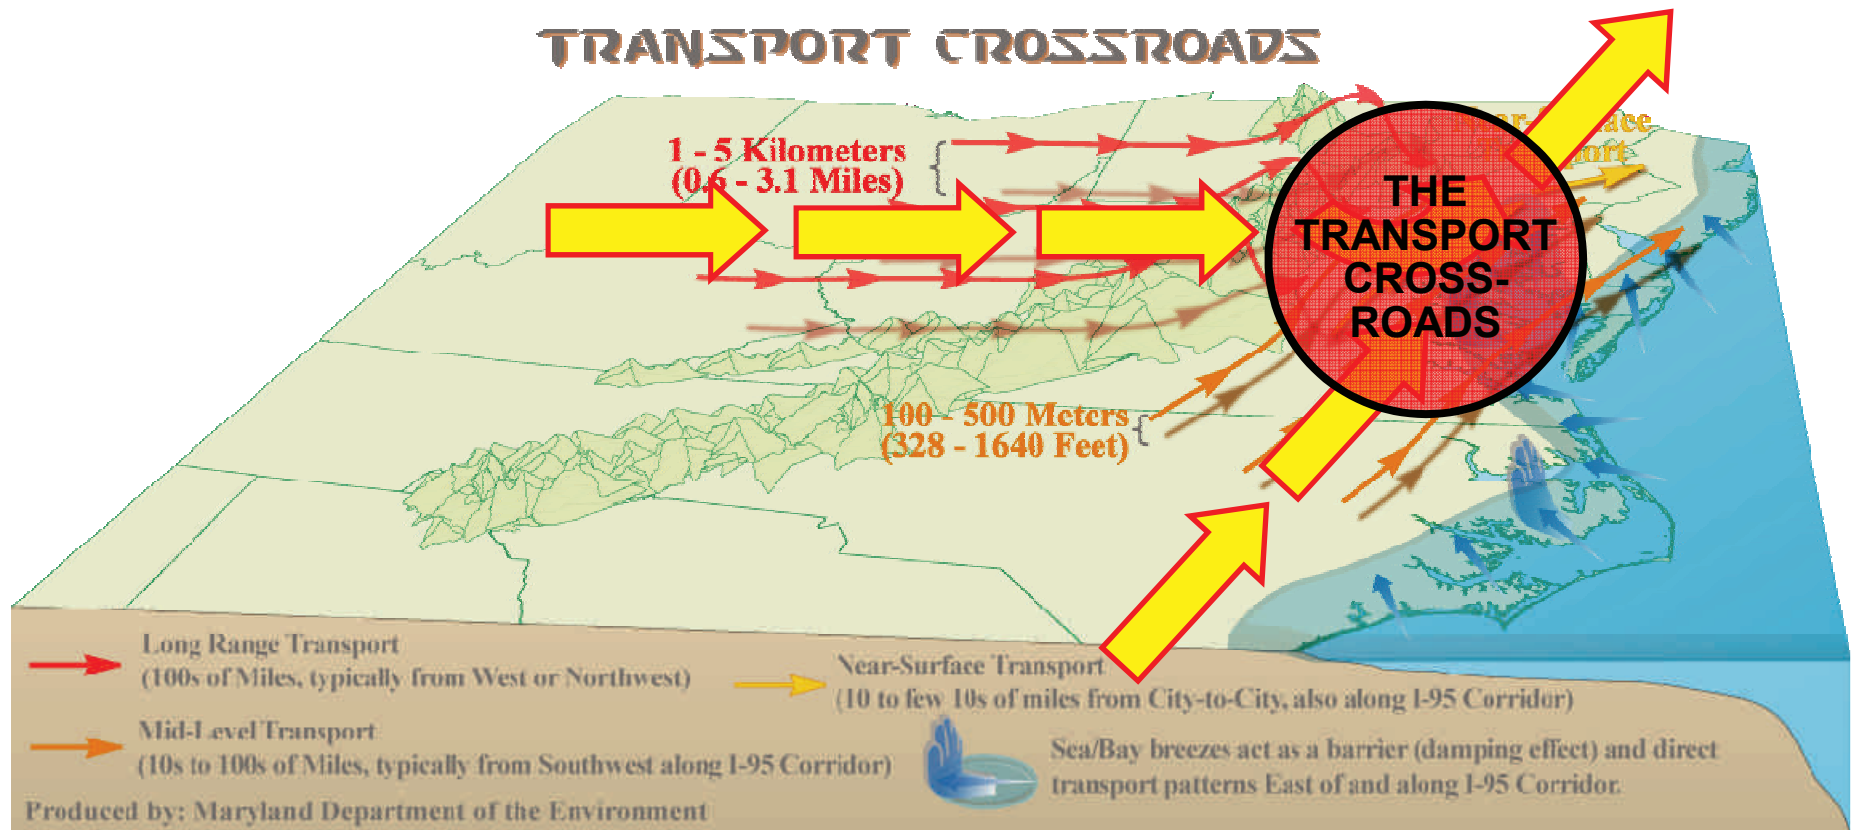 TRANSPORT CROSSROADS
1 - 5 Kilometers
(0.6 - 3.1 Miles)
THE
TRANSPORT
CROSS-
ROADS
100 - 500 Meters
(328 - 1640 Feet)
Long Range Transport
(100s of Miles, typically from West or Northwest)
Mid-Level Transport
(10s to 100s of Miles, typically from Southwest along I-95 Corridor)
Near-Surface Transport
(10 to few 10s of miles from City-to-City, also along I-95 Corridor)
Sea/Bay breezes act as a barrier (damping effect) and direct
transport patterns East of and along I-95 Corridor.
Produced by: Maryland Department of the Environment